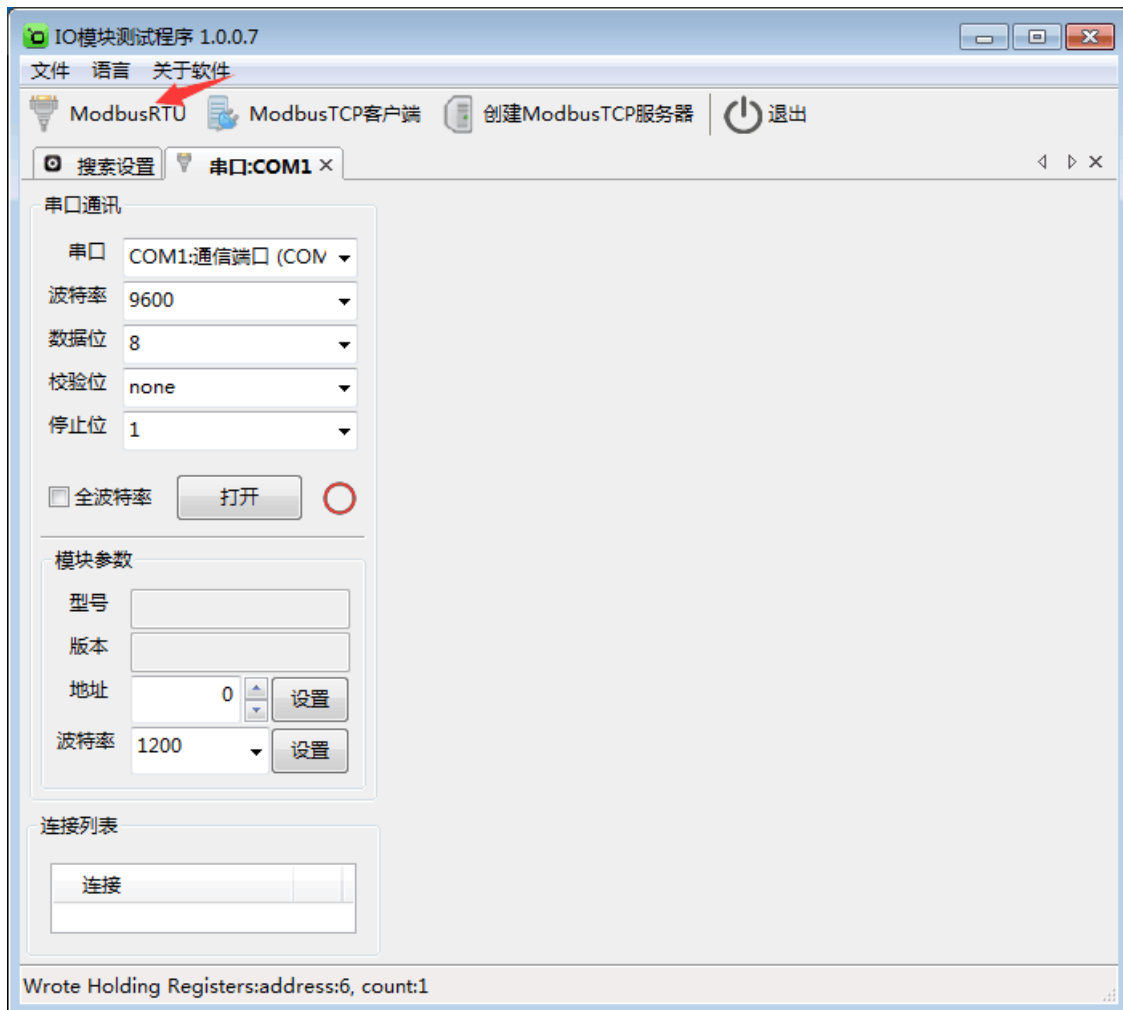 IO模块测试程序 1.0.0.7
文件 语言 关于软件
ModbusRTU ModbusTCP客户端 创建ModbusTCP服务器 退出
搜索设置 串口:COM1
串口通讯
串口 COM1:通信端口 (COM
波特率 9600
数据位 8
校验位 none
停止位 1
全波特率 打开
模块参数
型号
版本
地址 0 设置
波特率 1200 设置
连接列表
连接
Wrote Holding Registers:address:6, count:1